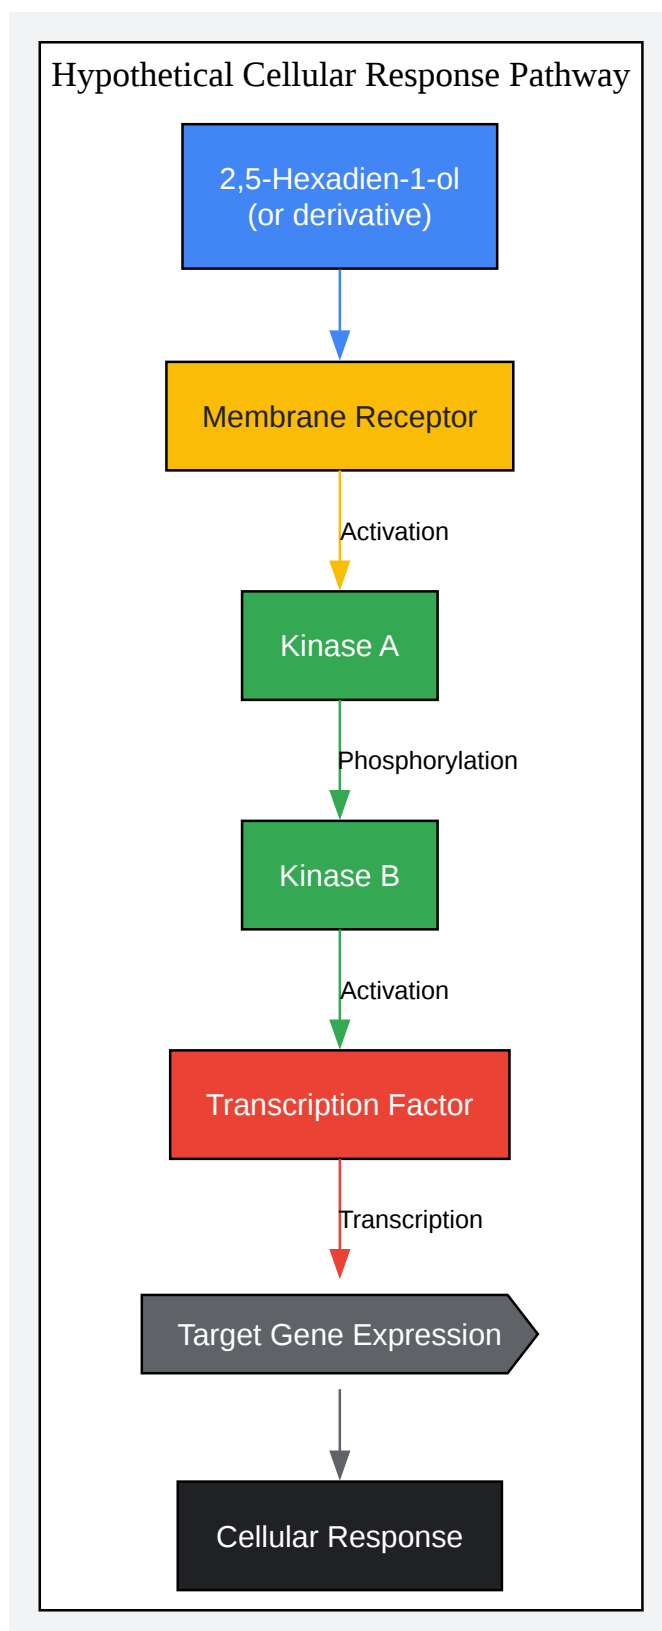 Hypothetical Cellular Response Pathway
2,5-Hexadien-1-ol
(or derivative)
Membrane Receptor
Activation
Kinase A
Phosphorylation
Kinase B
Activation
Transcription Factor
Transcription
Target Gene Expression
Cellular Response